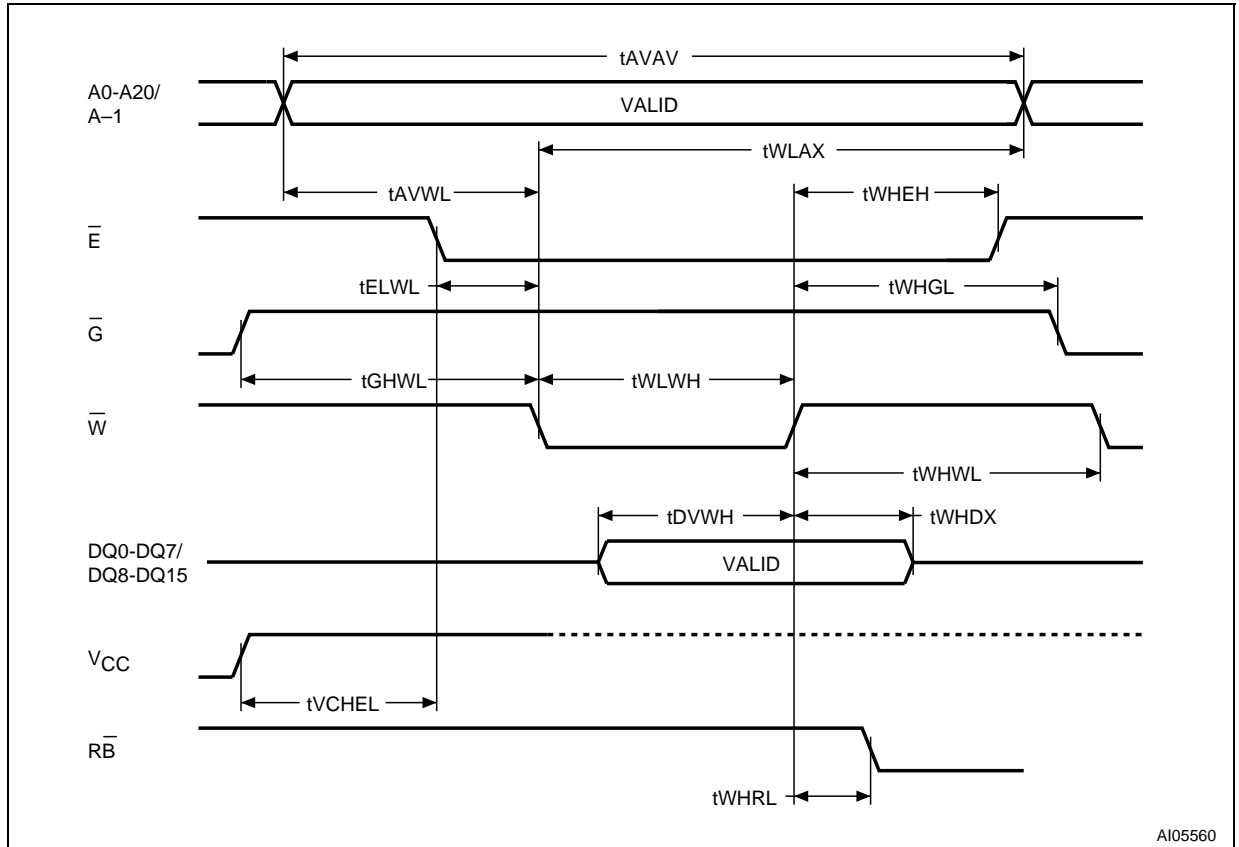 tAVAV
A0-A20/
A–1
VALID
tWLAX
tAVWL
tWHEH
E̅
tELWL
tWHGL
G̅
tGHWL
tWLWH
W̅
tWHWL
tDVWH
tWHDX
DQ0-DQ7/
DQ8-DQ15
VALID
VCC
tVCHEL
RB̅
tWHRL
AI05560